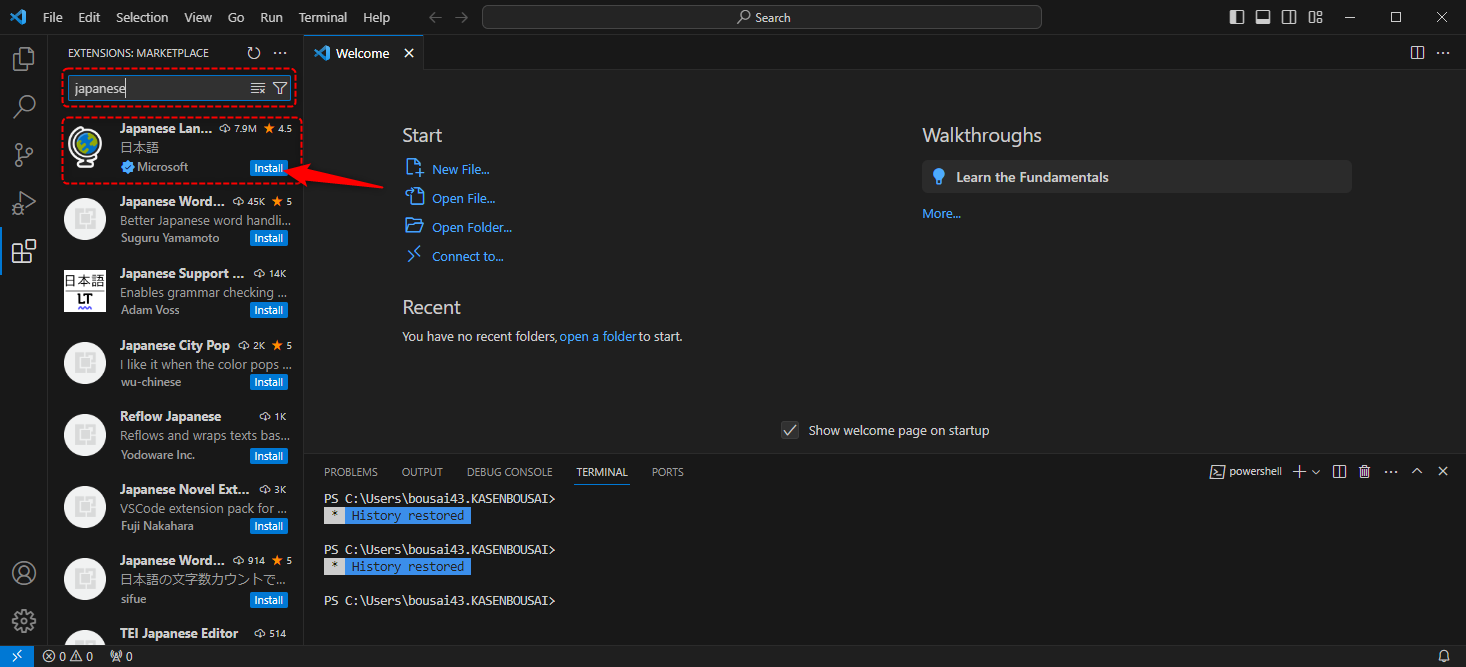 File Edit Selection View Go Run Terminal Help
Search
EXTENSIONS: MARKETPLACE
japanese
Japanese Lan... 7.9M 4.5
日本語
Microsoft Install
Japanese Word... 45K 5
Better Japanese word handli...
Suguru Yamamoto Install
日本語
LT
Japanese Support ... 14K
Enables grammar checking ...
Adam Voss Install
Japanese City Pop 2K 5
I like it when the color pops ...
wu-chinese Install
Reflow Japanese 1K
Reflows and wraps texts bas...
Yodoware Inc. Install
Japanese Novel Ext... 3K
VSCode extension pack for ...
Fuji Nakahara Install
Japanese Word... 914 5
日本語の文字数カウントで...
sifue Install
TEI Japanese Editor 514
Welcome
Start
New File...
Open File...
Open Folder...
Connect to...
Recent
You have no recent folders, open a folder to start.
Walkthroughs
Learn the Fundamentals
More...
Show welcome page on startup
PROBLEMS OUTPUT DEBUG CONSOLE TERMINAL PORTS
powershell
PS C:\Users\bousai43.KASENBOUSAI>
* History restored
PS C:\Users\bousai43.KASENBOUSAI>
* History restored
PS C:\Users\bousai43.KASENBOUSAI>
0 0 0